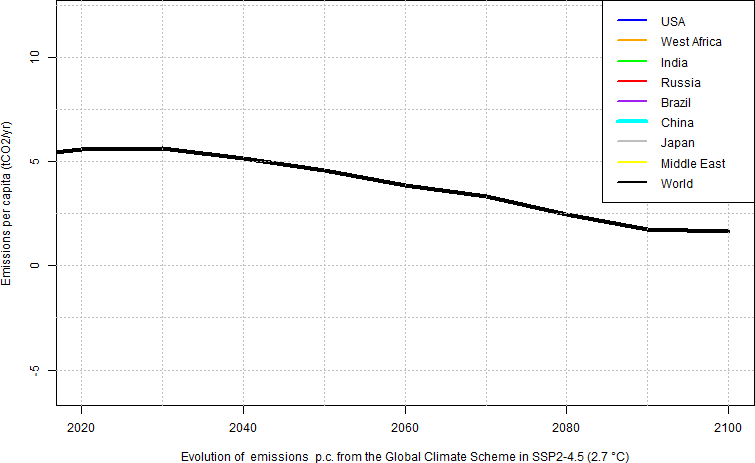 USA
West Africa
India
Russia
Brazil
China
Japan
Middle East
World
10
5
0
-5
Emissions per capita (tCO2/yr)
2020 2040 2060 2080 2100
Evolution of emissions p.c. from the Global Climate Scheme in SSP2-4.5 (2.7 °C)